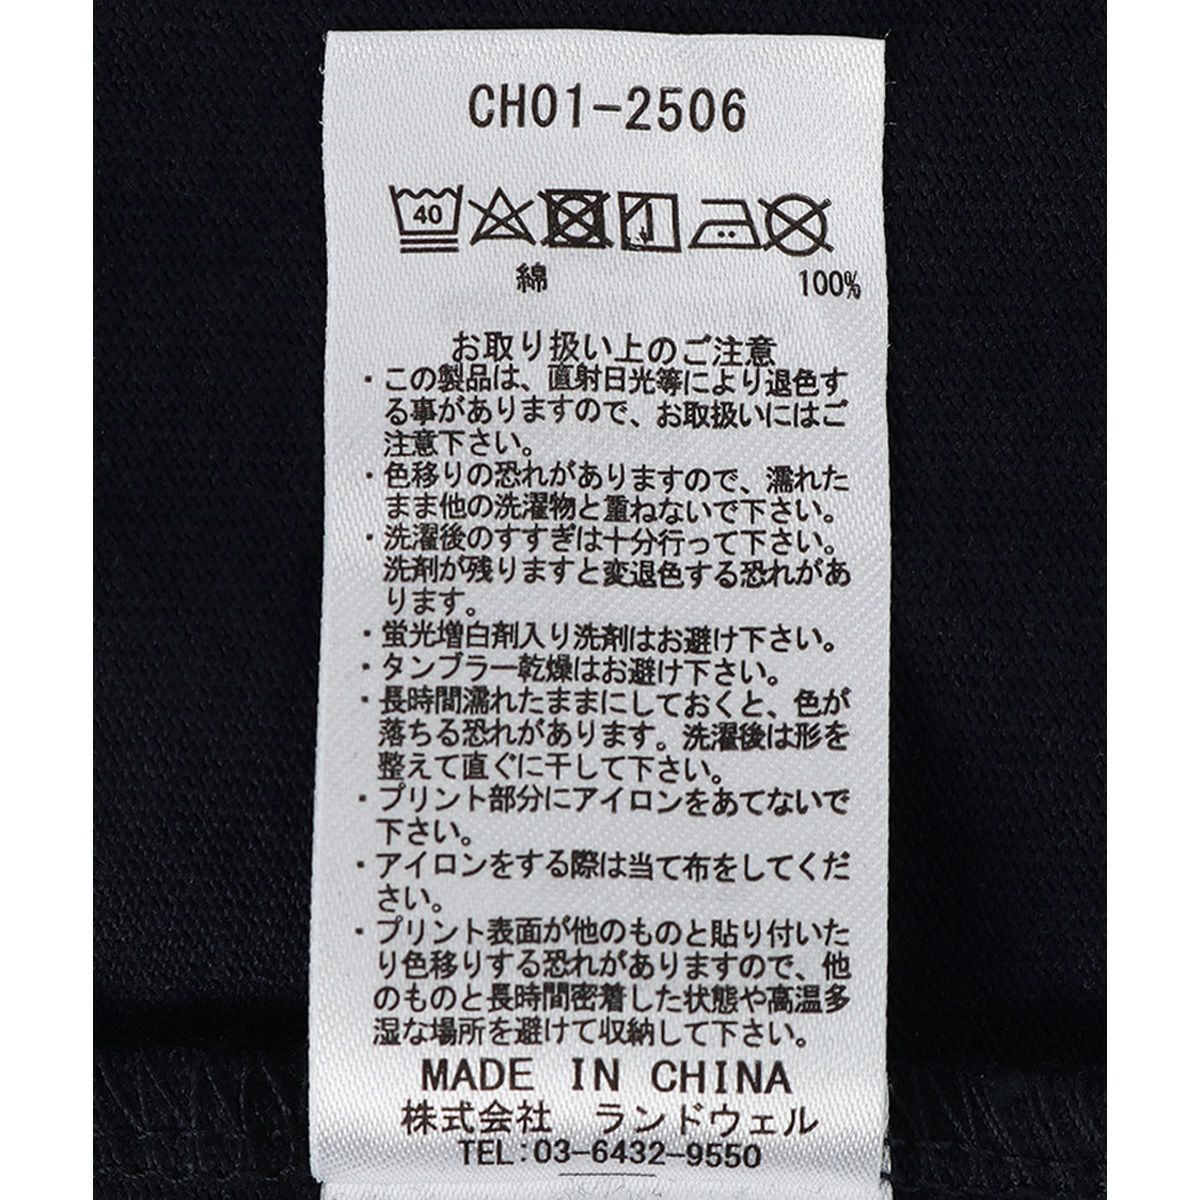 CH01-2506
40
綿 100%
お取り扱い上のご注意
・この製品は、直射日光等により退色す
る事がありますので、お取扱いにはご
注意下さい。
・色移りの恐れがありますので、濡れた
まま他の洗濯物と重ねないで下さい。
・洗濯後のすすぎは十分行って下さい。
洗剤が残りますと変退色する恐れがあ
ります。
・蛍光増白剤入り洗剤はお避け下さい。
・タンブラー乾燥はお避け下さい。
・長時間濡れたままにしておくと、色が
落ちる恐れがあります。洗濯後は形を
整えて直ぐに干して下さい。
・プリント部分にアイロンをあてないで
下さい。
・アイロンをする際は当て布をしてくだ
さい。
・プリント表面が他のものと貼り付いた
り色移りする恐れがありますので、他
のものと長時間密着した状態や高温多
湿な場所を避けて収納して下さい。
MADE IN CHINA
株式会社 ランドウェル
TEL:03-6432-9550